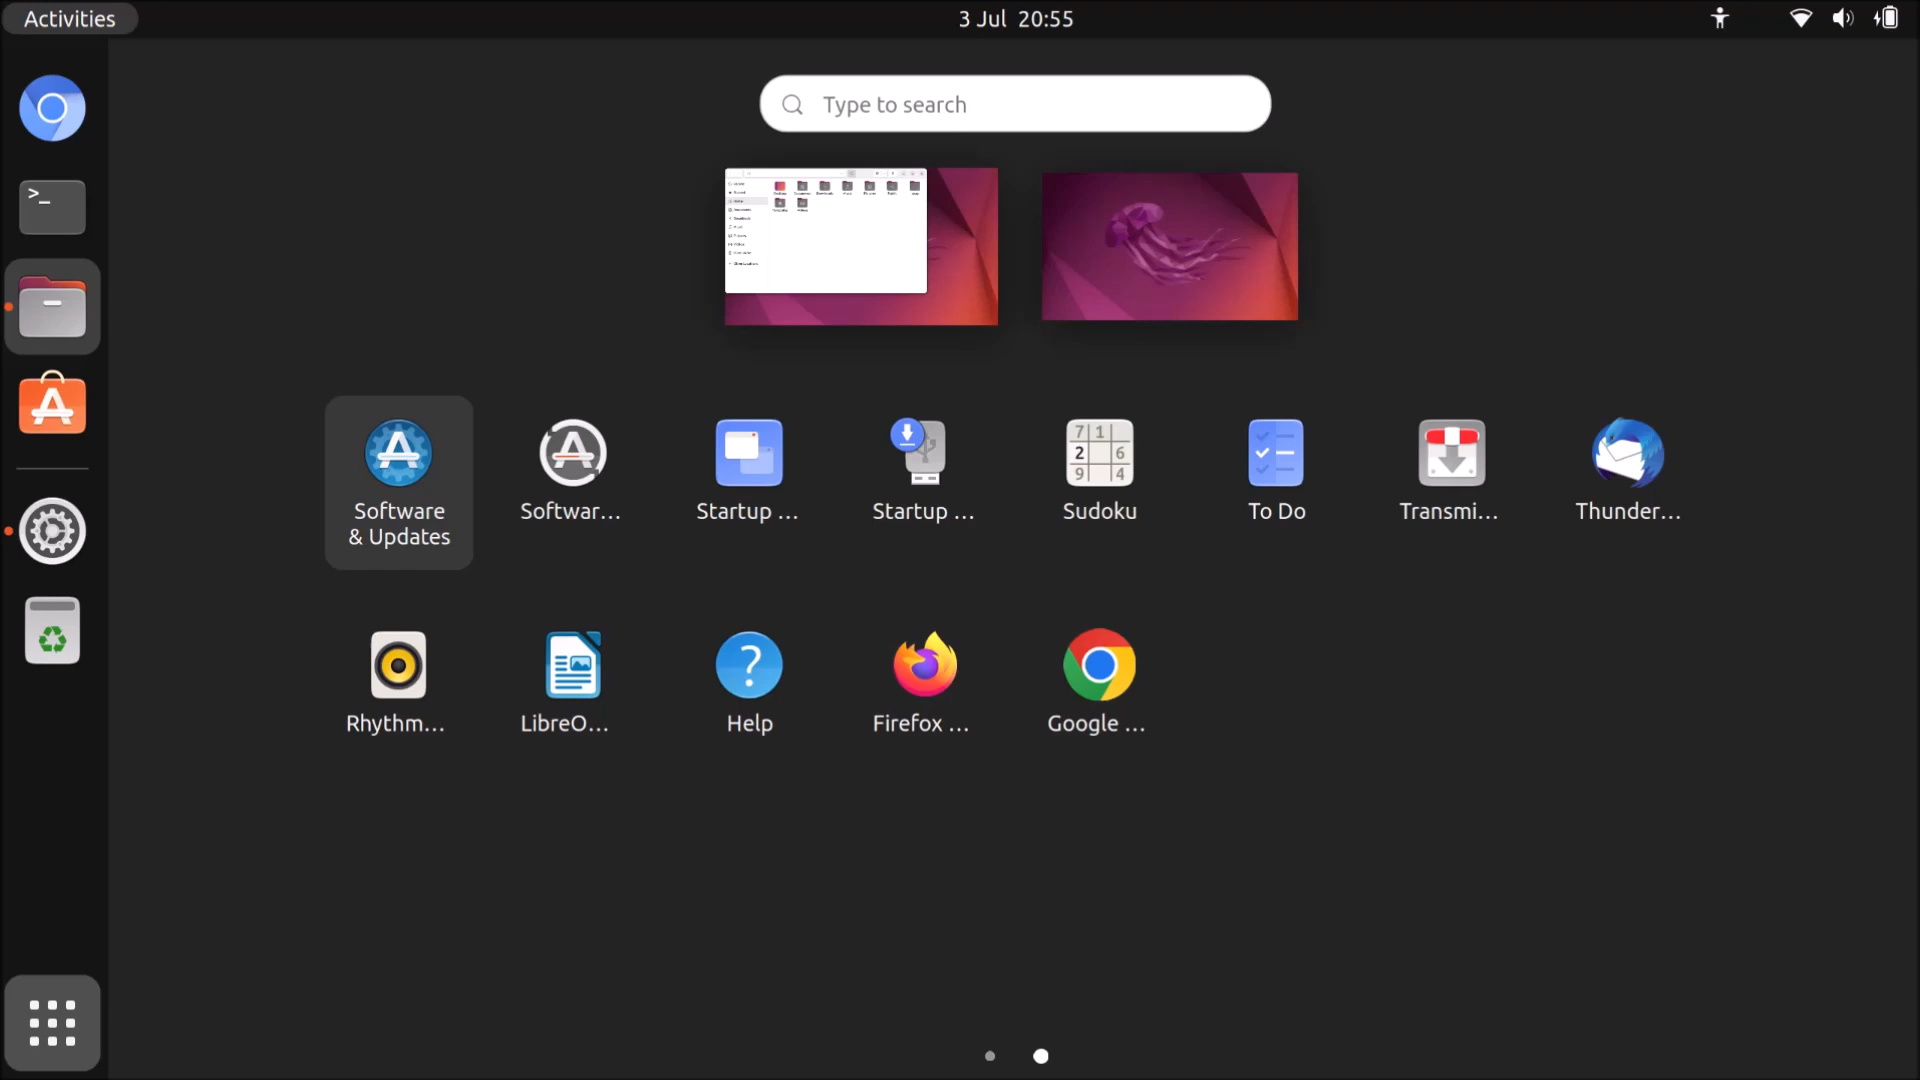 Activities
3 Jul 20:55
Type to search
Software
& Updates
Softwar...
Startup ...
Startup ...
Sudoku
To Do
Transmi...
Thunder...
Rhythm...
LibreO...
Help
Firefox ...
Google ...